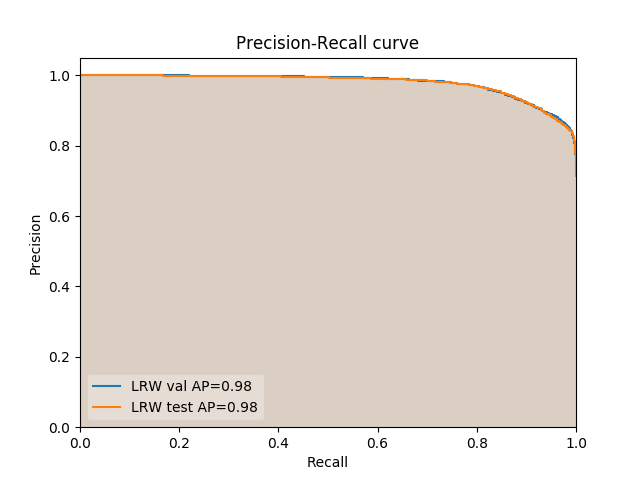 Precision-Recall curve
Precision
1.0
0.8
0.6
0.4
0.2
0.0
LRW val AP=0.98
LRW test AP=0.98
0.0 0.2 0.4 0.6 0.8 1.0
Recall